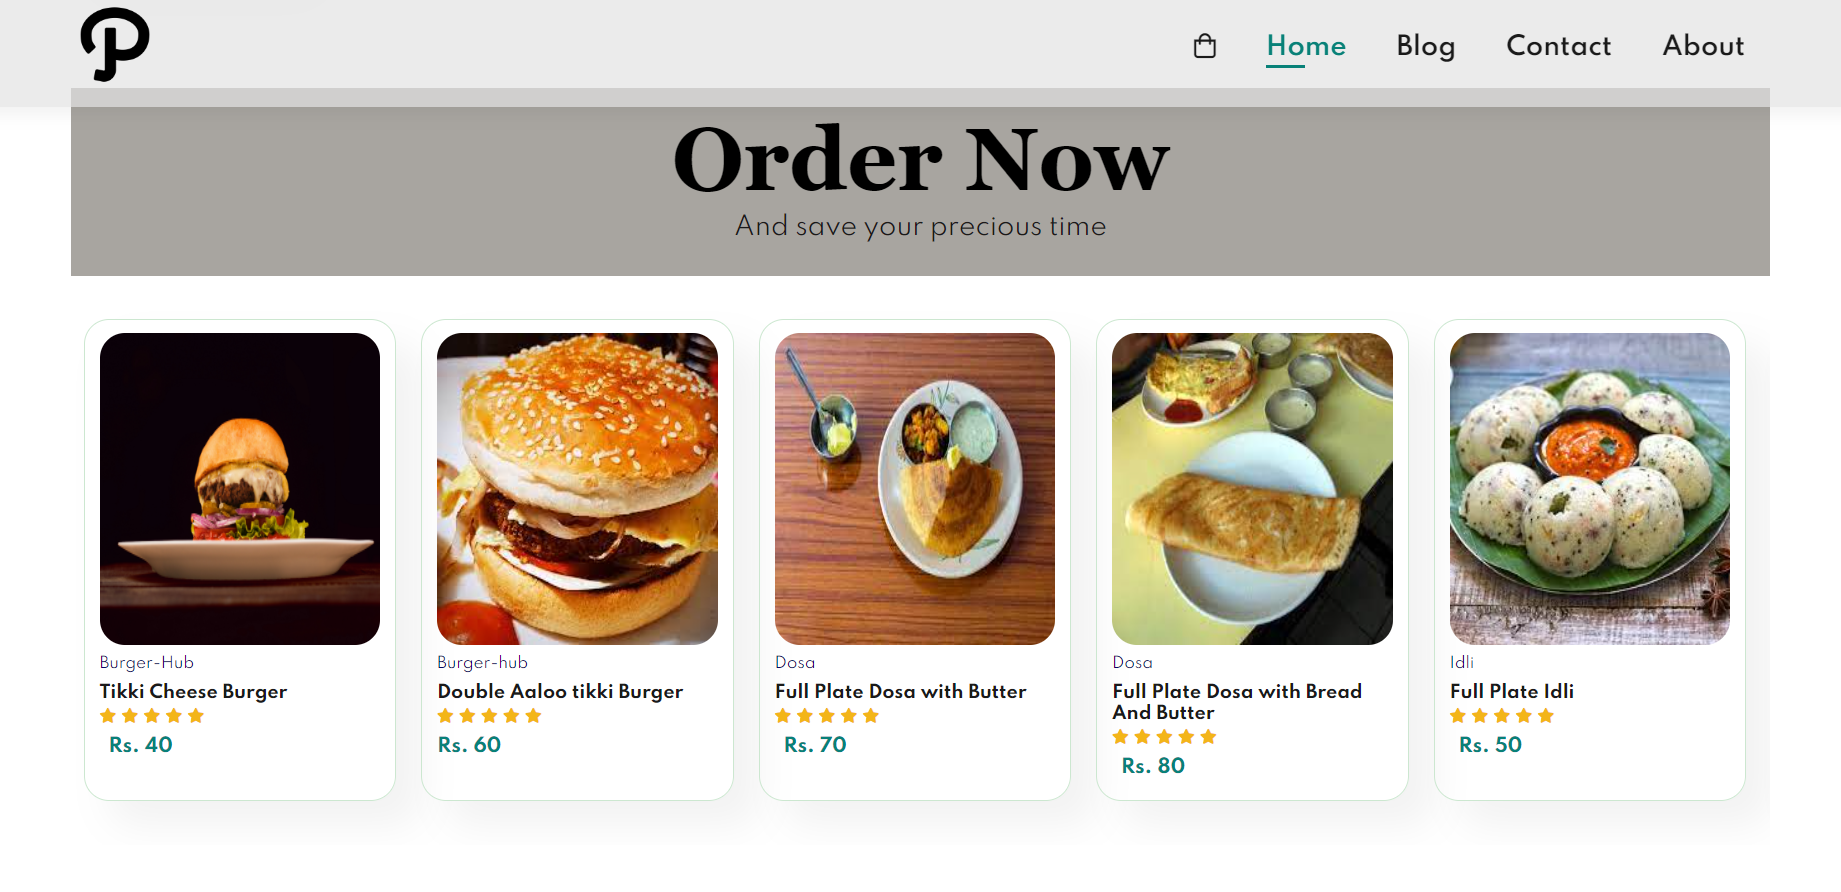 Home Blog Contact About
Order Now
And save your precious time
Burger-Hub
Tikki Cheese Burger
Rs. 40
Burger-hub
Double Aaloo tikki Burger
Rs. 60
Dosa
Full Plate Dosa with Butter
Rs. 70
Dosa
Full Plate Dosa with Bread
And Butter
Rs. 80
Idli
Full Plate Idli
Rs. 50